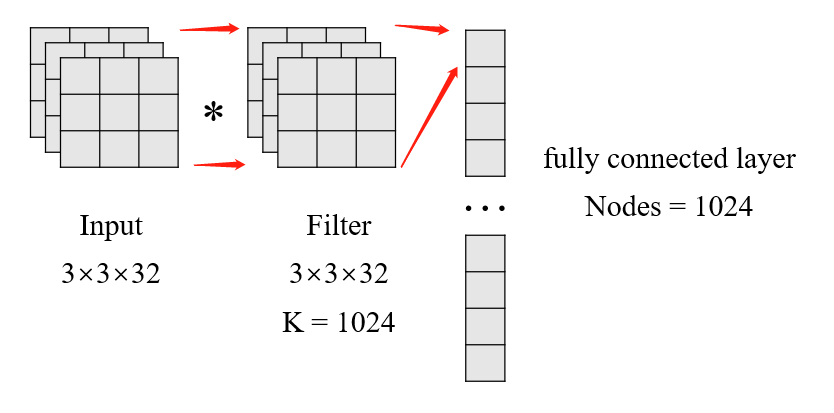 *
Input
3×3×32
Filter
3×3×32
K = 1024
...
fully connected layer
Nodes = 1024